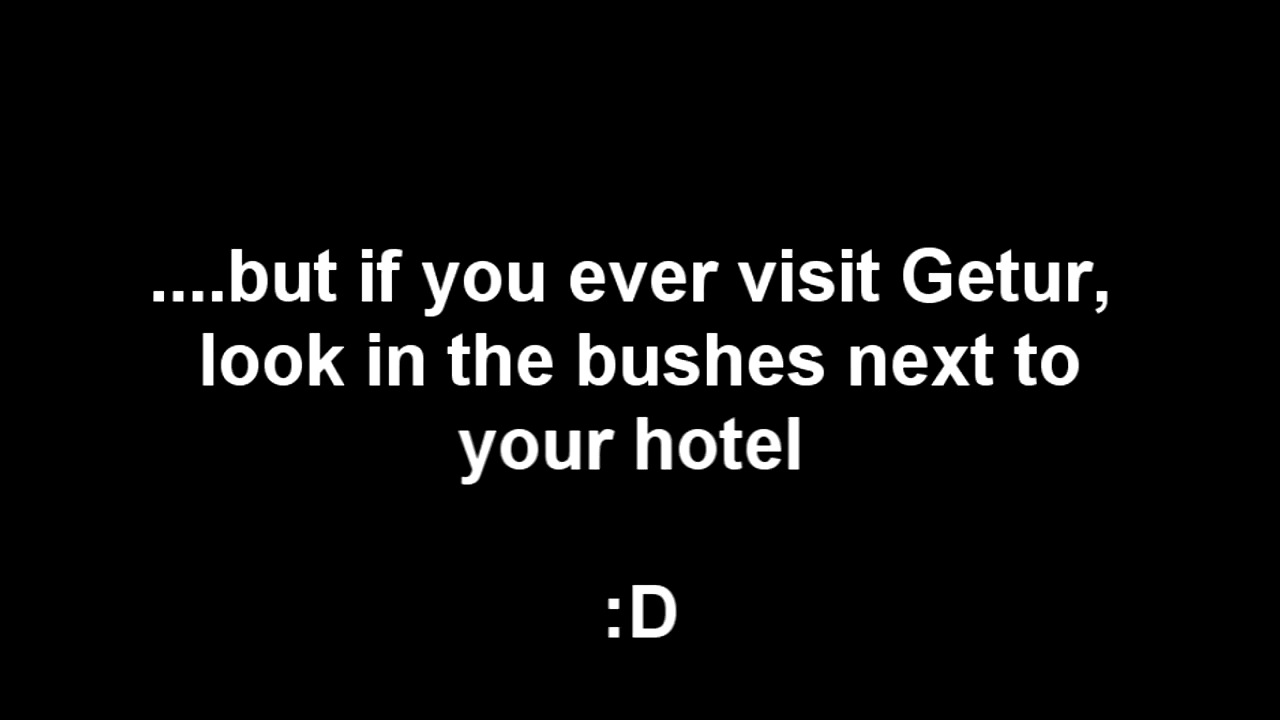 ....but if you ever visit Getur,
look in the bushes next to
your hotel
:D